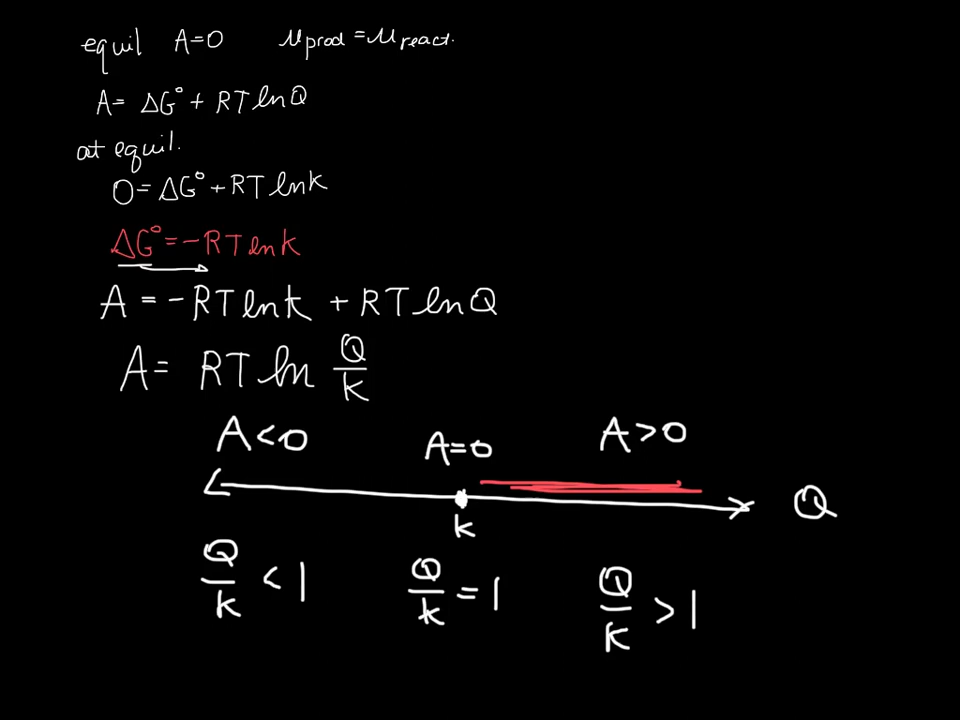 equil A=0 μprod = μreact.
A= ΔG° + RT ln Q
at equil.
0= ΔG° + RT ln k
ΔG° = - RT ln k
A = - RT ln k + RT ln Q
A= RT ln Q/k
A<0 A=0 A>0
k Q
Q/k < 1 Q/k = 1 Q/k > 1